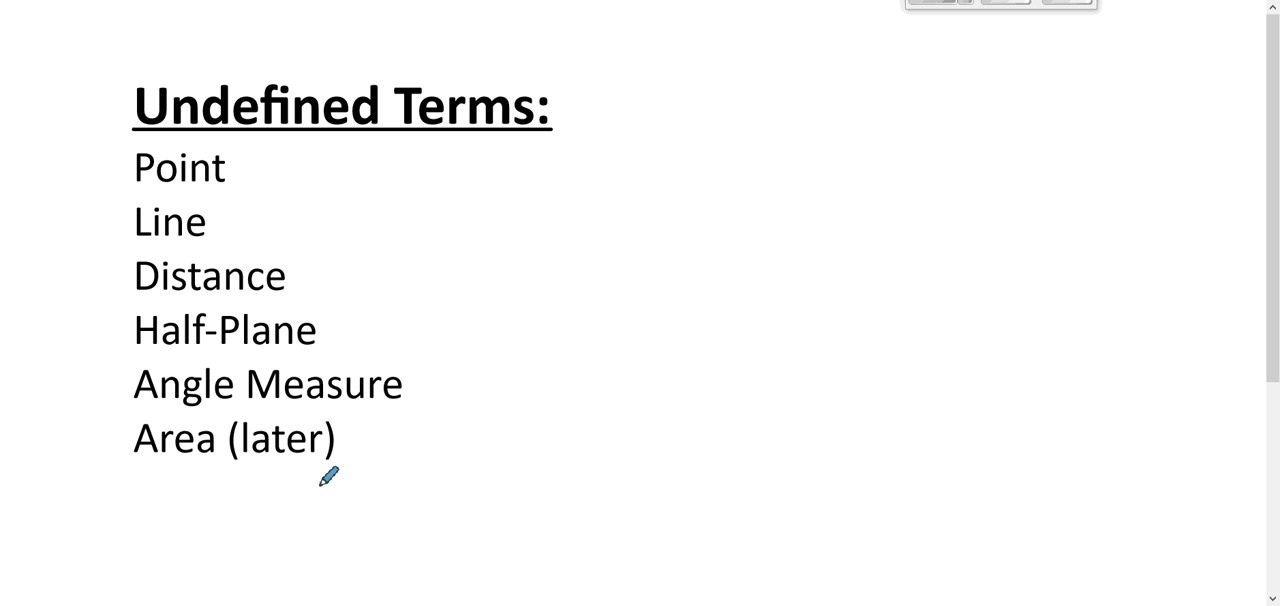 Undefined Terms:
Point
Line
Distance
Half-Plane
Angle Measure
Area (later)